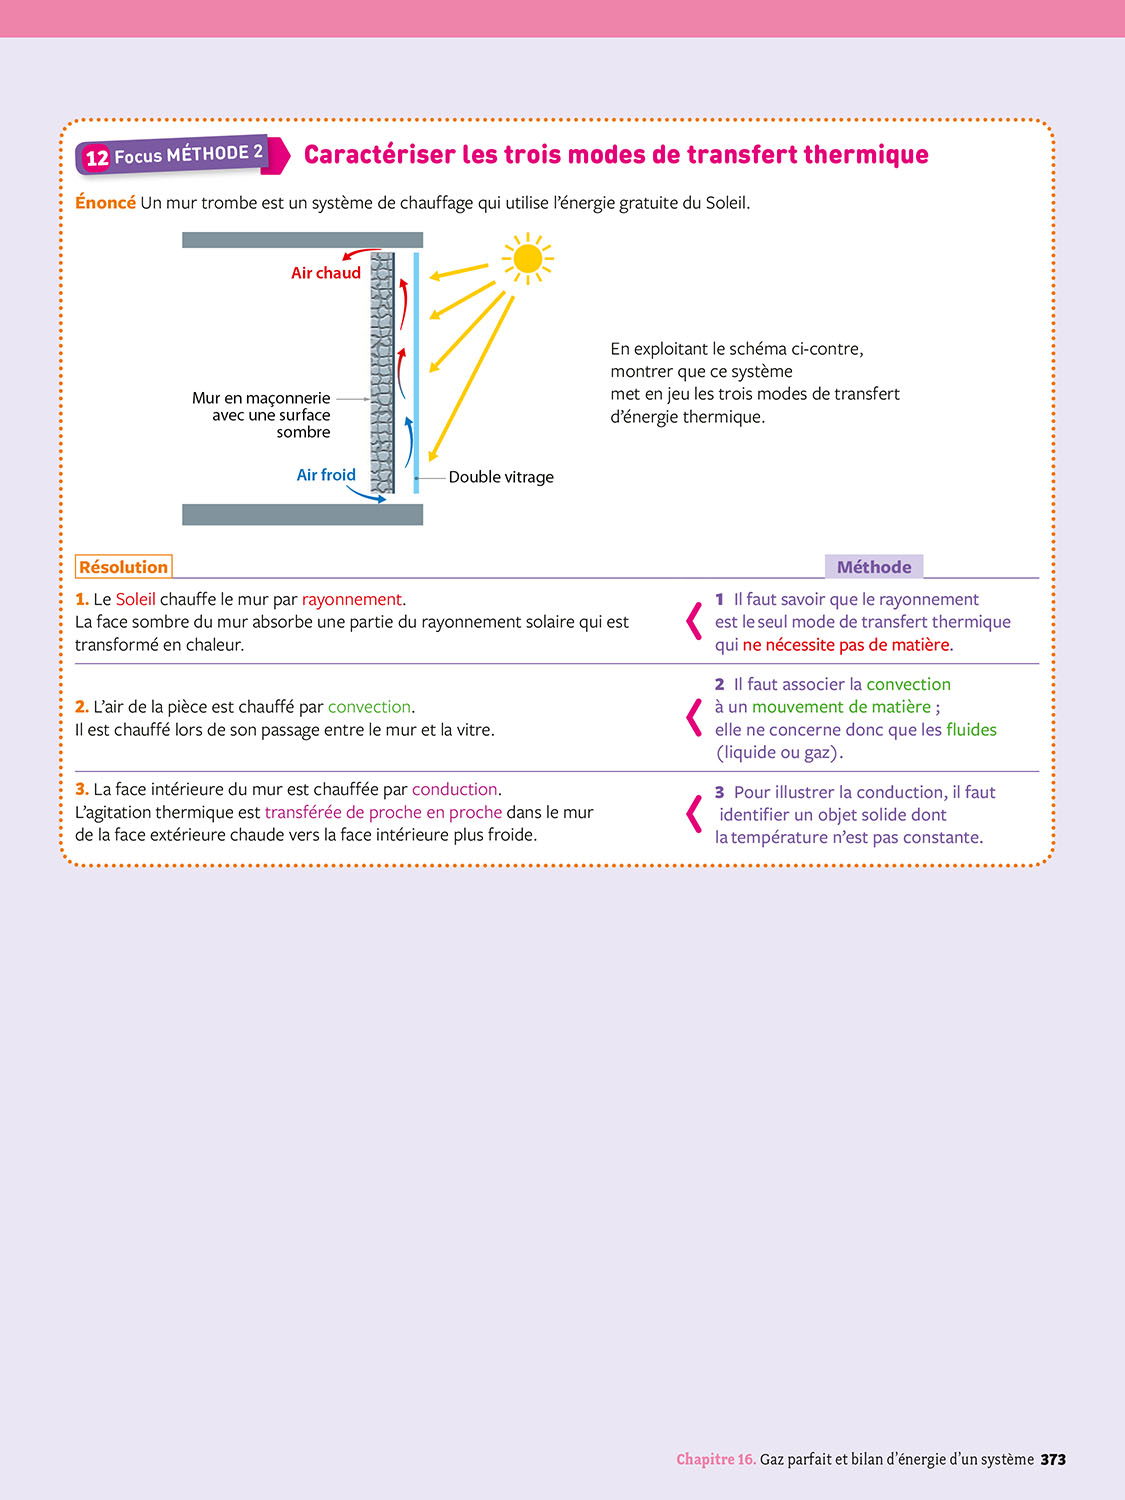 12 Focus MÉTHODE 2
Caractériser les trois modes de transfert thermique
Énoncé Un mur trombe est un système de chauffage qui utilise l’énergie gratuite du Soleil.
Air chaud
Mur en maçonnerie
avec une surface
sombre
Air froid
Double vitrage
En exploitant le schéma ci-contre,
montrer que ce système
met en jeu les trois modes de transfert
d’énergie thermique.
Résolution
Méthode
1. Le Soleil chauffe le mur par rayonnement.
La face sombre du mur absorbe une partie du rayonnement solaire qui est
transformé en chaleur.
1 Il faut savoir que le rayonnement
est le seul mode de transfert thermique
qui ne nécessite pas de matière.
2. L’air de la pièce est chauffé par convection.
Il est chauffé lors de son passage entre le mur et la vitre.
2 Il faut associer la convection
à un mouvement de matière ;
elle ne concerne donc que les fluides
(liquide ou gaz).
3. La face intérieure du mur est chauffée par conduction.
L’agitation thermique est transférée de proche en proche dans le mur
de la face extérieure chaude vers la face intérieure plus froide.
3 Pour illustrer la conduction, il faut
identifier un objet solide dont
la température n’est pas constante.
Chapitre 16. Gaz parfait et bilan d’énergie d’un système 373